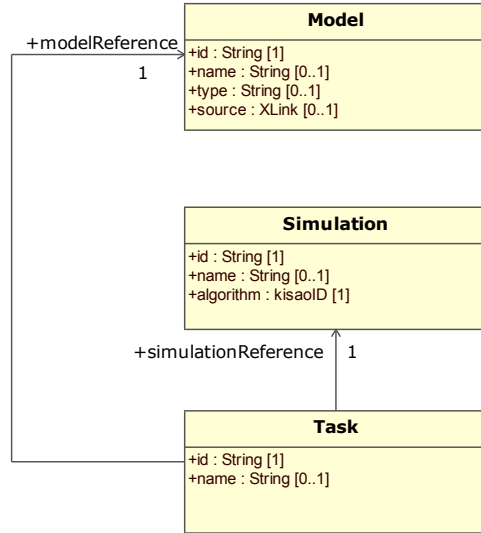 Model
+modelReference
1
+id : String [1]
+name : String [0..1]
+type : String [0..1]
+source : XLink [0..1]
Simulation
+id : String [1]
+name : String [0..1]
+algorithm : kisaoID [1]
+simulationReference 1
Task
+id : String [1]
+name : String [0..1]